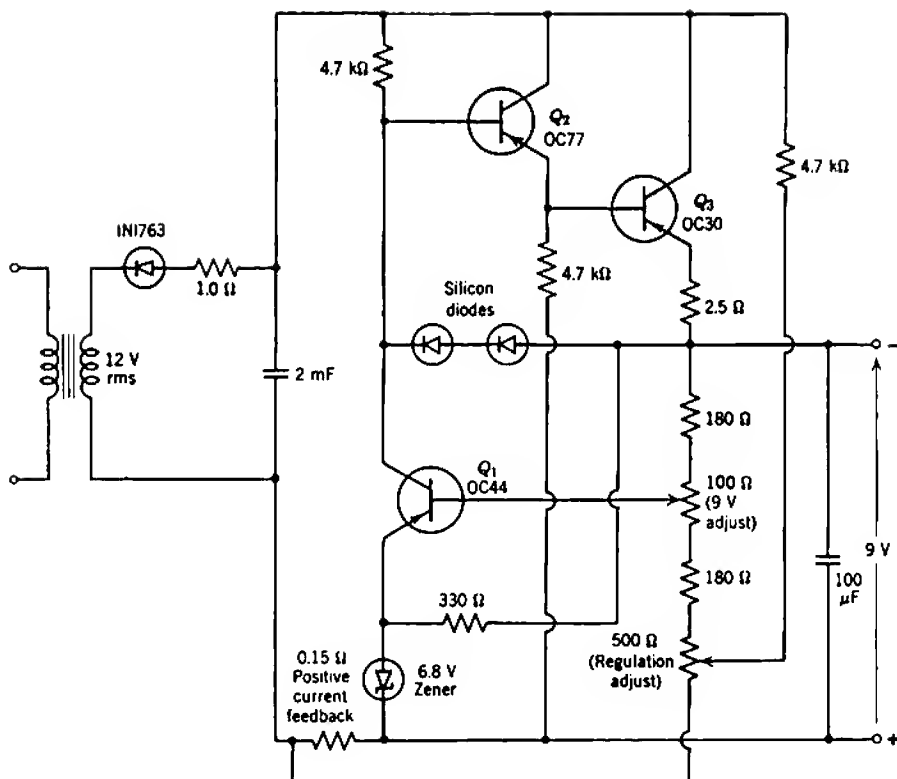 4.7 kΩ
Q2
OC77
4.7 kΩ
Q3
OC30
IN1763
1.0 Ω
4.7 kΩ
Silicon
diodes
2.5 Ω
−
12 V
rms
2 mF
180 Ω
Q1
OC44
100 Ω
(9 V
adjust)
9 V
180 Ω
100
μF
330 Ω
500 Ω
(Regulation
adjust)
0.15 Ω
Positive
current
feedback
6.8 V
Zener
+